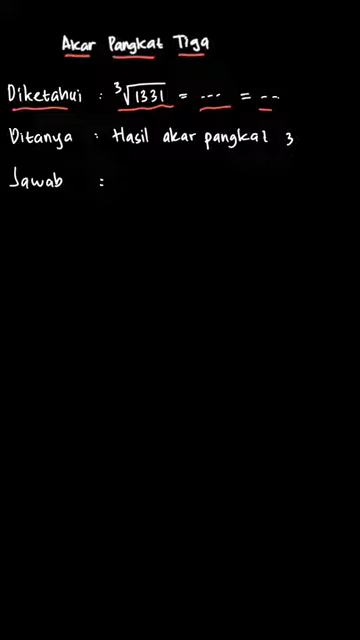 Akar Pangkat Tiga
Diketahui : ³√1331 = --- = --
Ditanya : Hasil akar pangkat 3
Jawab :